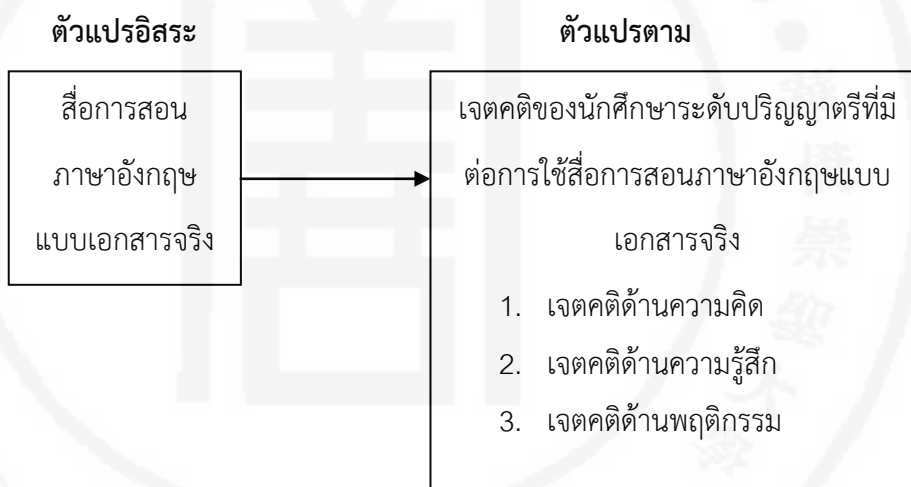 ตัวแปรอิสระ
ตัวแปรตาม
สื่อการสอน
ภาษาอังกฤษ
แบบเอกสารจริง
เจตคติของนักศึกษาระดับปริญญาตรีที่มี
ต่อการใช้สื่อการสอนภาษาอังกฤษแบบ
เอกสารจริง
1. เจตคติด้านความคิด
2. เจตคติด้านความรู้สึก
3. เจตคติด้านพฤติกรรม